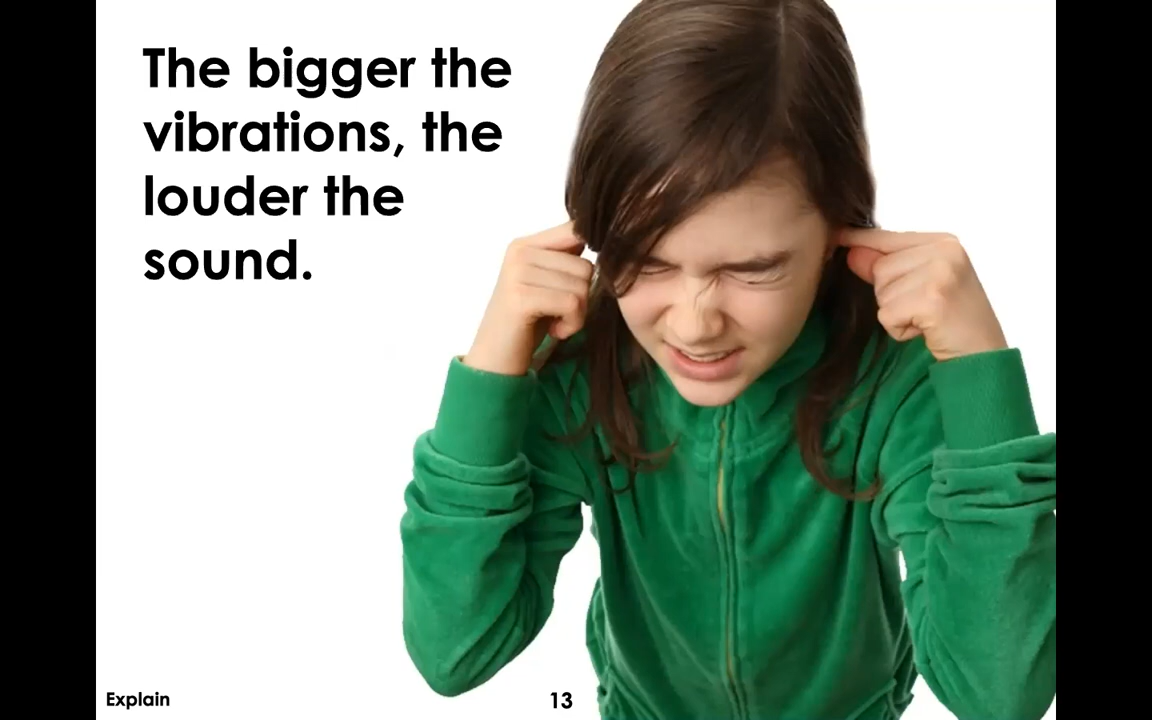 The bigger the
vibrations, the
louder the
sound.
Explain
13